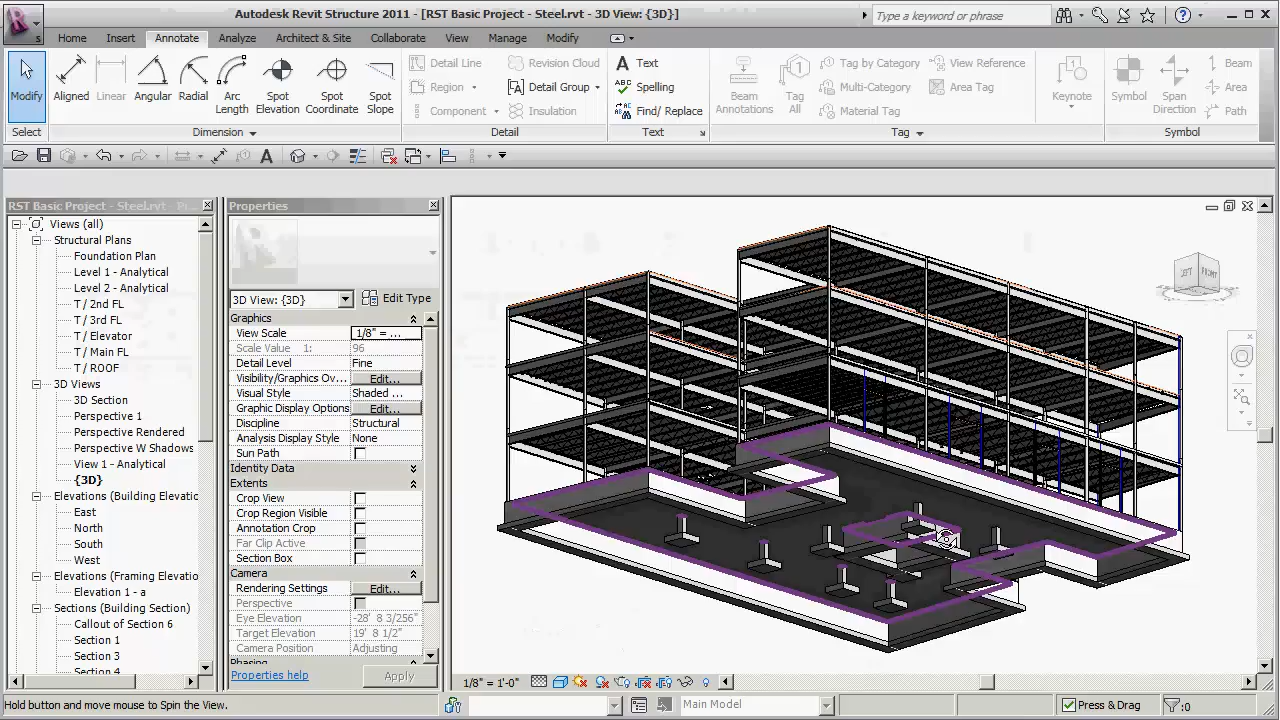 Autodesk Revit Structure 2011 - [RST Basic Project - Steel.rvt - 3D View: {3D}]
Type a keyword or phrase
Home Insert Annotate Analyze Architect & Site Collaborate View Manage Modify
Modify
Aligned
Linear
Angular
Radial
Arc
Length
Spot
Elevation
Spot
Coordinate
Spot
Slope
Detail Line
Region
Component
Revision Cloud
Detail Group
Insulation
Text
Spelling
Find/ Replace
Beam
Annotations
Tag
All
Tag by Category
Multi-Category
Material Tag
View Reference
Area Tag
Keynote
Symbol
Span
Direction
Beam
Area
Path
Select Dimension Detail Text Tag Symbol
RST Basic Project - Steel.rvt - P
Views (all)
Structural Plans
Foundation Plan
Level 1 - Analytical
Level 2 - Analytical
T / 2nd FL
T / 3rd FL
T / Elevator
T / Main FL
T / ROOF
3D Views
3D Section
Perspective 1
Perspective Rendered
Perspective W Shadows
View 1 - Analytical
{3D}
Elevations (Building Elevatio
East
North
South
West
Elevations (Framing Elevatio
Elevation 1 - a
Sections (Building Section)
Callout of Section 6
Section 1
Section 3
Section 4
Properties
3D View: {3D} Edit Type
Graphics
View Scale 1/8" = ...
Scale Value 1: 96
Detail Level Fine
Visibility/Graphics Ov... Edit...
Visual Style Shaded ...
Graphic Display Options Edit...
Discipline Structural
Analysis Display Style None
Sun Path
Identity Data
Extents
Crop View
Crop Region Visible
Annotation Crop
Far Clip Active
Section Box
Camera
Rendering Settings Edit...
Perspective
Eye Elevation -28' 8 3/256"
Target Elevation 19' 8 1/2"
Camera Position Adjusting
Phasing
Properties help Apply
LEFT FRONT
1/8" = 1'-0"
Hold button and move mouse to Spin the View.
Main Model
Press & Drag
:0